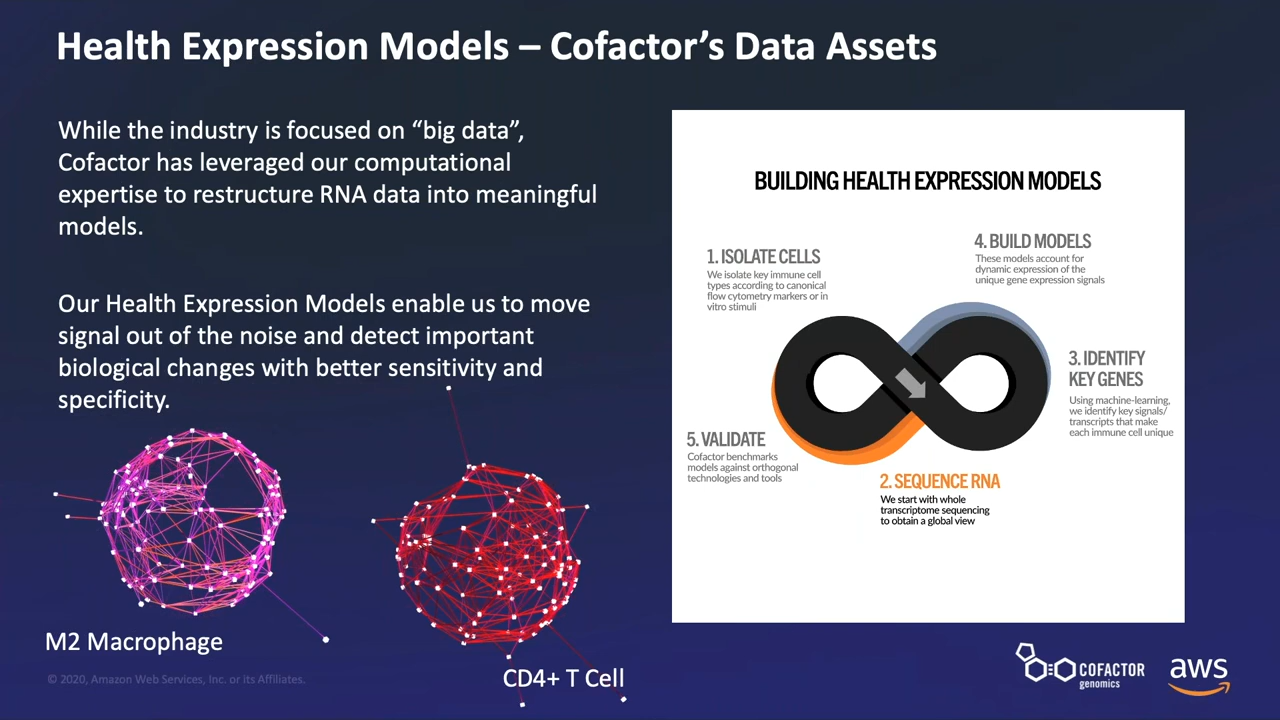 Health Expression Models – Cofactor’s Data Assets
While the industry is focused on “big data”,
Cofactor has leveraged our computational
expertise to restructure RNA data into meaningful
models.
Our Health Expression Models enable us to move
signal out of the noise and detect important
biological changes with better sensitivity and
specificity.
M2 Macrophage
CD4+ T Cell
BUILDING HEALTH EXPRESSION MODELS
1. ISOLATE CELLS
We isolate key immune cell
types according to canonical
flow cytometry markers or in
vitro stimuli
4. BUILD MODELS
These models account for
dynamic expression of the
unique gene expression signals
3. IDENTIFY
KEY GENES
Using machine-learning,
we identify key signals/
transcripts that make
each immune cell unique
5. VALIDATE
Cofactor benchmarks
models against orthogonal
technologies and tools
2. SEQUENCE RNA
We start with whole
transcriptome sequencing
to obtain a global view
© 2020, Amazon Web Services, Inc. or its Affiliates.
COFACTOR
genomics
aws